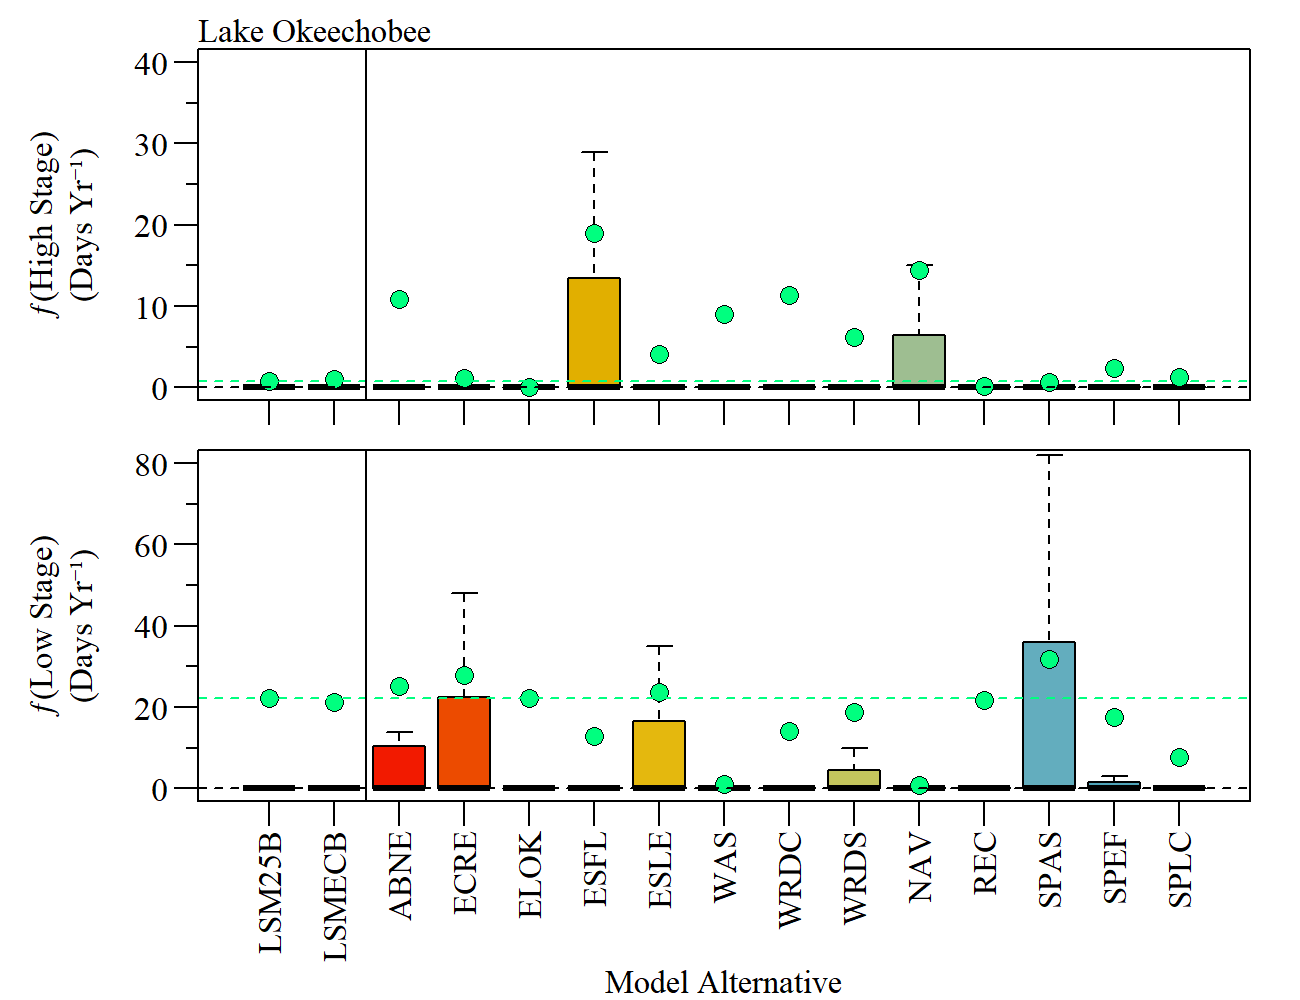 Lake Okeechobee
f(High Stage)
(Days Yr⁻¹)
40
30
20
10
0
f(Low Stage)
(Days Yr⁻¹)
80
60
40
20
0
LSM25B
LSMECB
ABNE
ECRE
ELOK
ESFL
ESLE
WAS
WRDC
WRDS
NAV
REC
SPAS
SPEF
SPLC
Model Alternative